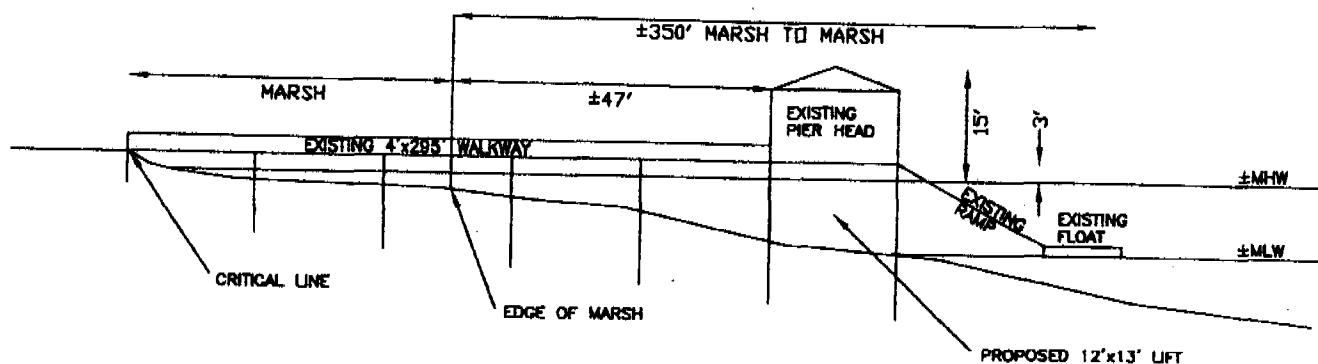 ±350' MARSH TO MARSH
MARSH
±47'
EXISTING
PIER HEAD
15'
3'
EXISTING 4'x295' WALKWAY
±MHW
EXISTING
RAMP
EXISTING
FLOAT
±MLW
CRITICAL LINE
EDGE OF MARSH
PROPOSED 12'x13' LIFT